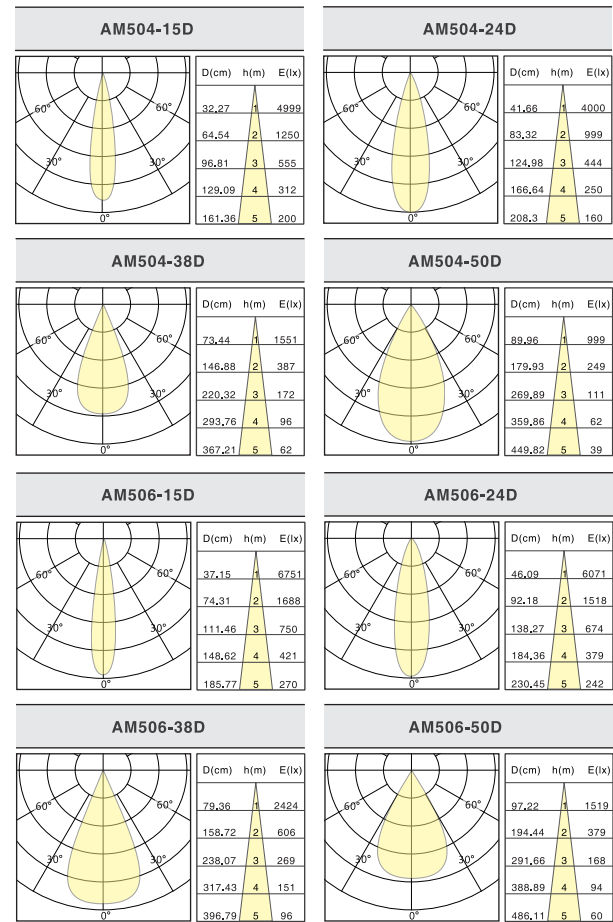 AM504-15D
60°
60°
30°
30°
0°
D(cm) h(m) E(lx)
32.27 1 4999
64.54 2 1250
96.81 3 555
129.09 4 312
161.36 5 200
AM504-24D
60°
60°
30°
30°
0°
D(cm) h(m) E(lx)
41.66 1 4000
83.32 2 999
124.98 3 444
166.64 4 250
208.3 5 160
AM504-38D
60°
60°
30°
30°
0°
D(cm) h(m) E(lx)
73.44 1 1551
146.88 2 387
220.32 3 172
293.76 4 96
367.21 5 62
AM504-50D
60°
60°
30°
30°
0°
D(cm) h(m) E(lx)
89.96 1 999
179.93 2 249
269.89 3 111
359.86 4 62
449.82 5 39
AM506-15D
60°
60°
30°
30°
0°
D(cm) h(m) E(lx)
37.15 1 6751
74.31 2 1688
111.46 3 750
148.62 4 421
185.77 5 270
AM506-24D
60°
60°
30°
30°
0°
D(cm) h(m) E(lx)
46.09 1 6071
92.18 2 1518
138.27 3 674
184.36 4 379
230.45 5 242
AM506-38D
60°
60°
30°
30°
0°
D(cm) h(m) E(lx)
79.36 1 2424
158.72 2 606
238.07 3 269
317.43 4 151
396.79 5 96
AM506-50D
60°
60°
30°
30°
0°
D(cm) h(m) E(lx)
97.22 1 1519
194.44 2 379
291.66 3 168
388.89 4 94
486.11 5 60